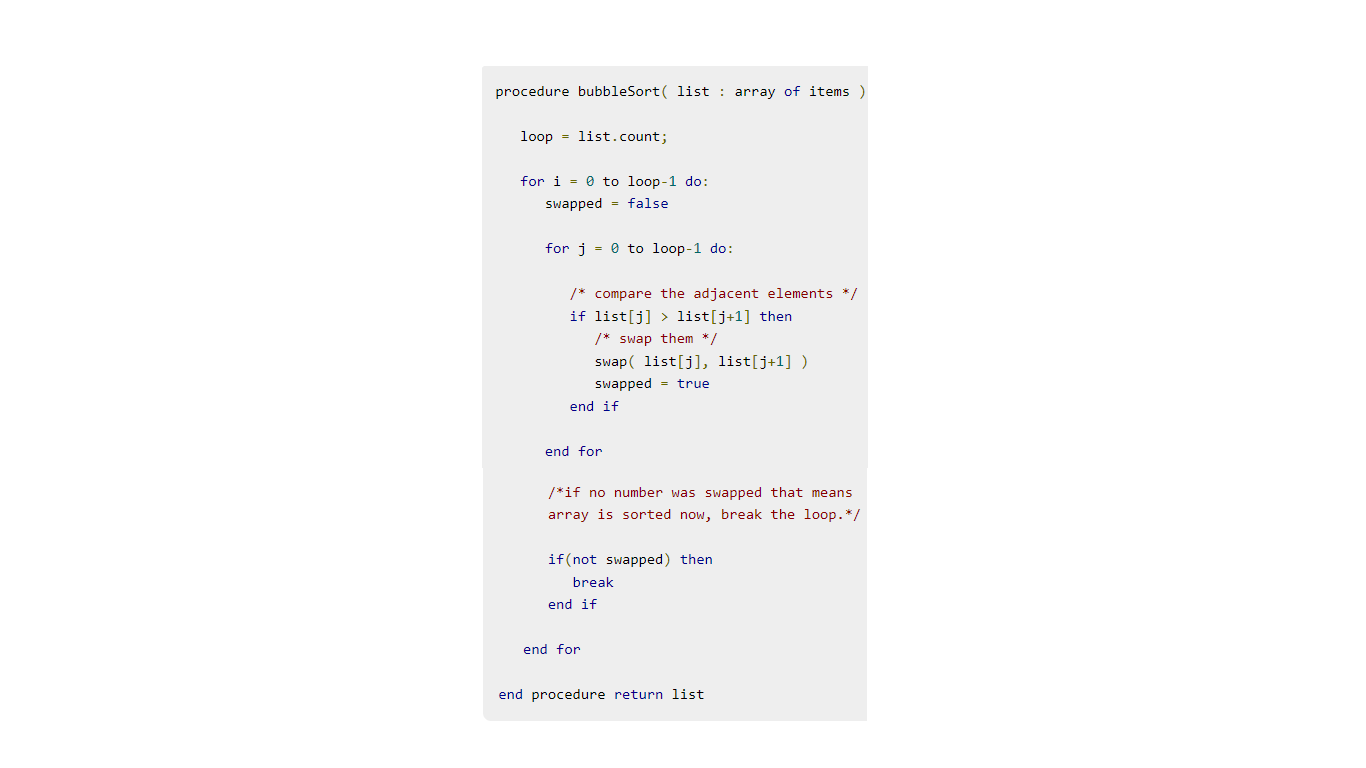 procedure bubbleSort( list : array of items )
loop = list.count;
for i = 0 to loop-1 do:
swapped = false
for j = 0 to loop-1 do:
/* compare the adjacent elements */
if list[j] > list[j+1] then
/* swap them */
swap( list[j], list[j+1] )
swapped = true
end if
end for
/*if no number was swapped that means
array is sorted now, break the loop.*/
if(not swapped) then
break
end if
end for
end procedure return list